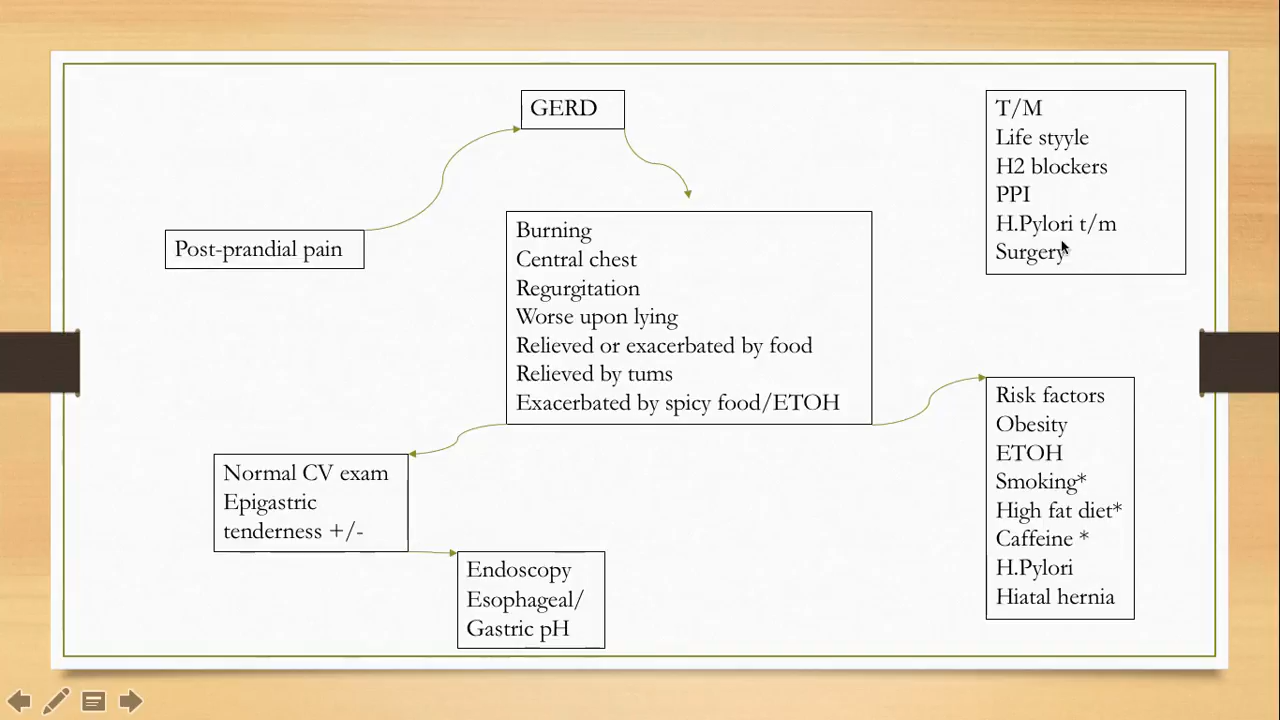 GERD
Post-prandial pain
Burning
Central chest
Regurgitation
Worse upon lying
Relieved or exacerbated by food
Relieved by tums
Exacerbated by spicy food/ETOH
Normal CV exam
Epigastric
tenderness +/-
Endoscopy
Esophageal/
Gastric pH
T/M
Life styyle
H2 blockers
PPI
H.Pylori t/m
Surgery
Risk factors
Obesity
ETOH
Smoking*
High fat diet*
Caffeine *
H.Pylori
Hiatal hernia